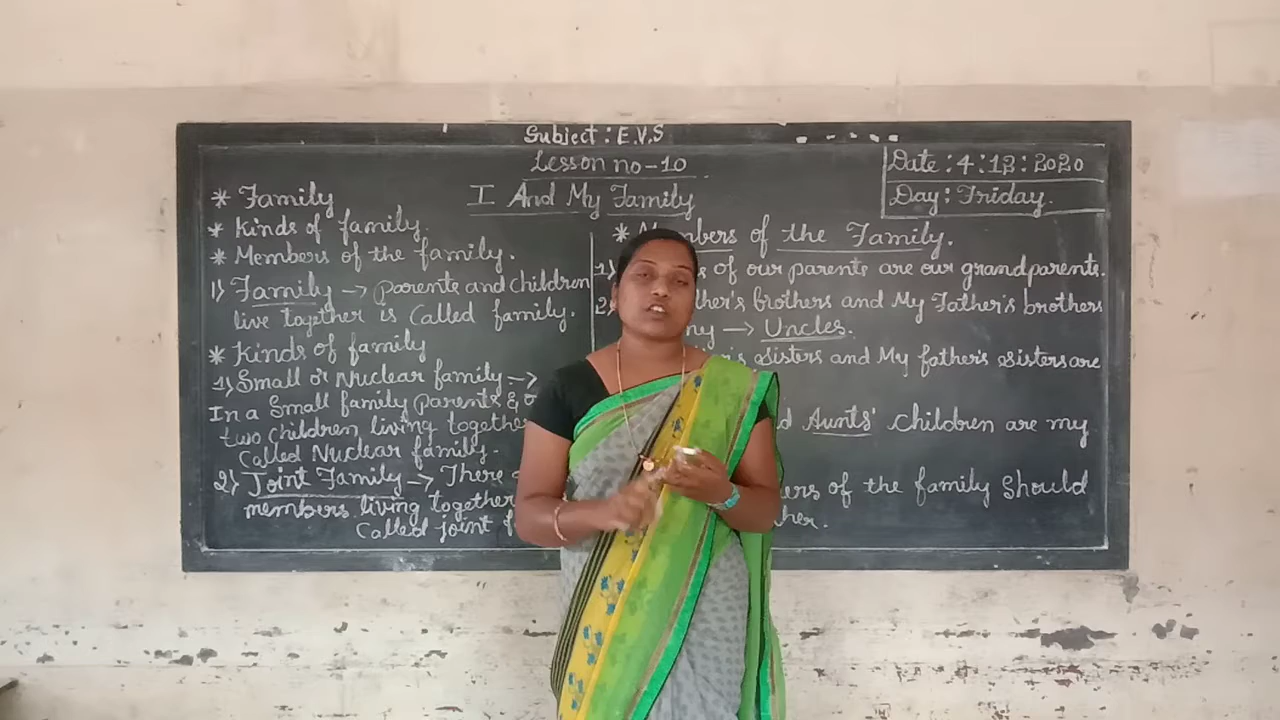 Subject : E.V.S
Lesson no - 10
I And My Family
Date : 4 : 12 : 2020
Day : Friday.
* Family
* Kinds of family.
* Members of the family.
1) Family → parents and children
live together is called family.
* Kinds of family
1) Small or Nuclear family →
In a Small family parents &
two children living together
Called Nuclear family.
2) Joint Family → There
members living together
Called joint
* Members of the Family.
1) of our parents are our grandparents.
2) brothers and My Father's brothers
→ Uncles.
Sisters and My father's Sisters are
Aunts' children are my
of the family Should